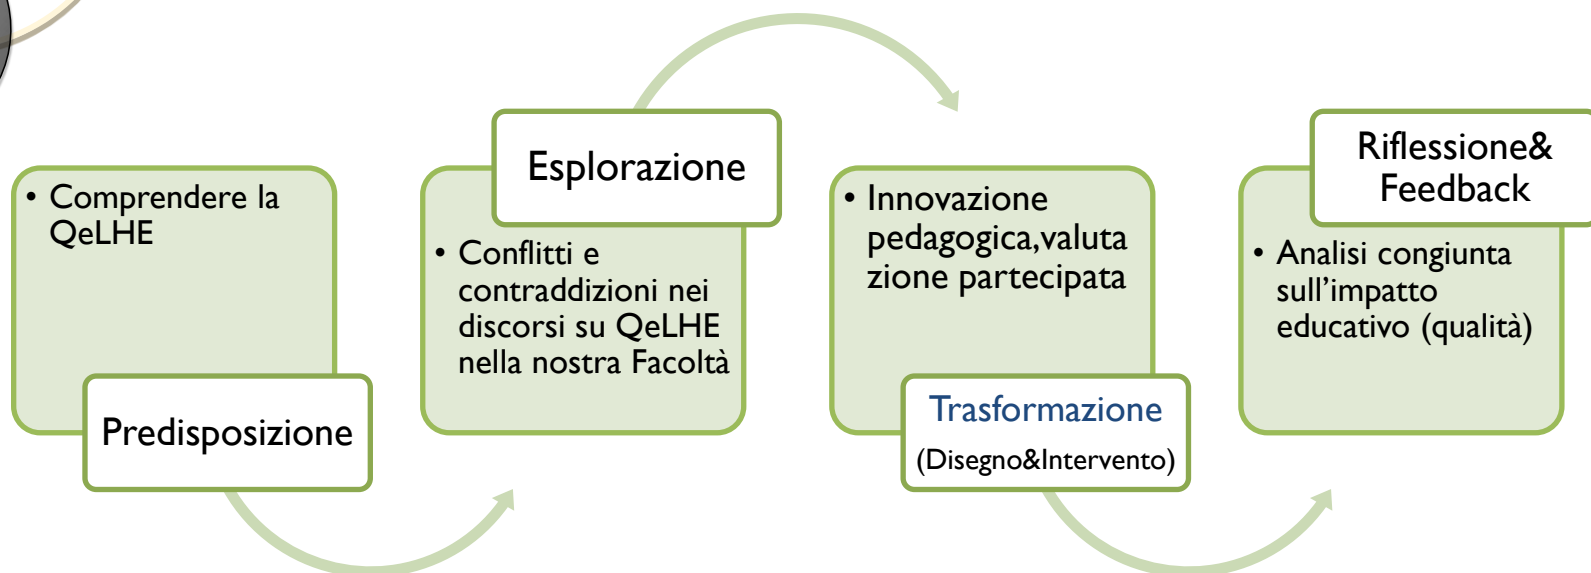 • Comprendere la
QeLHE
Predisposizione
Esplorazione
• Conflitti e
contraddizioni nei
discorsi su QeLHE
nella nostra Facoltà
• Innovazione
pedagogica,valuta
zione partecipata
Trasformazione
(Disegno&Intervento)
Riflessione&
Feedback
• Analisi congiunta
sull’impatto
educativo (qualità)